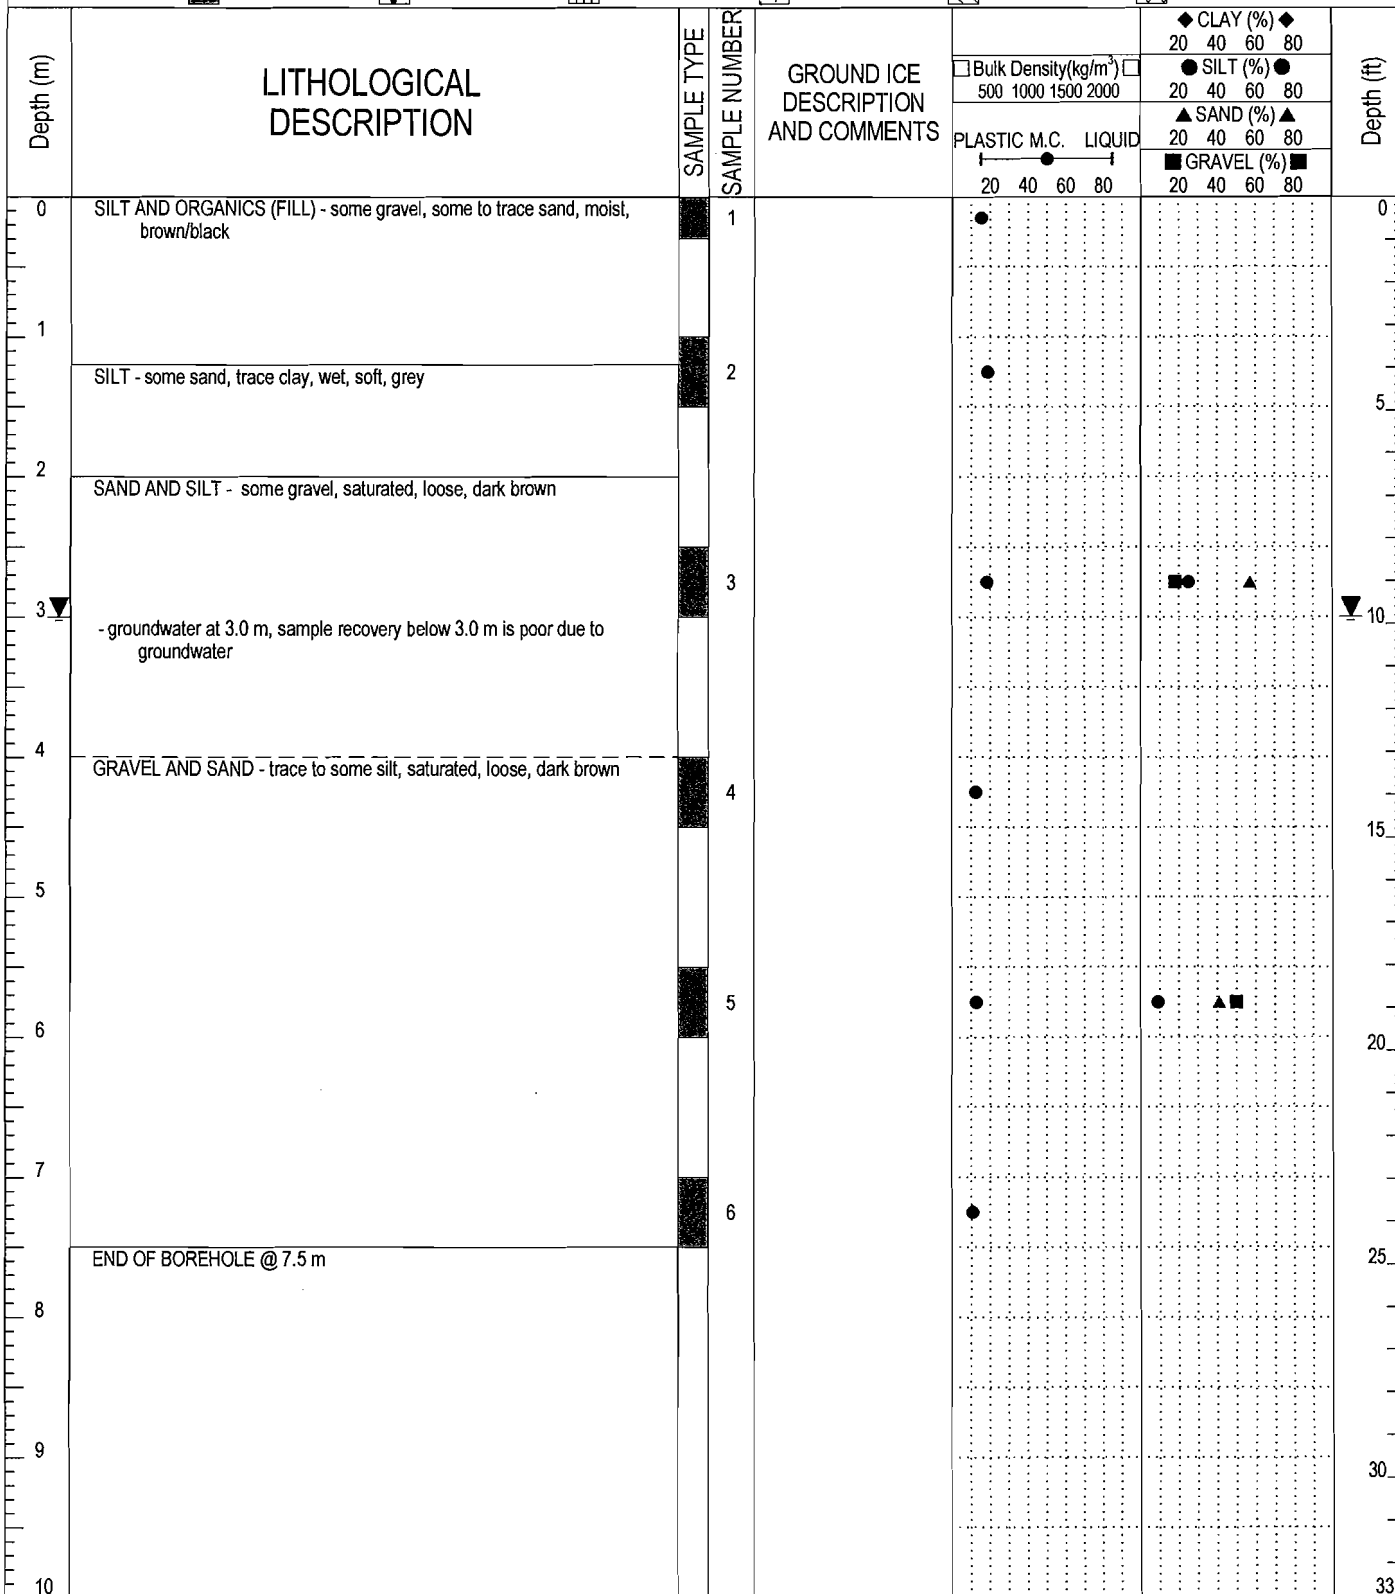 Depth (m)
LITHOLOGICAL
DESCRIPTION
SAMPLE TYPE
SAMPLE NUMBER
GROUND ICE
DESCRIPTION
AND COMMENTS
□ Bulk Density(kg/m³) □
500 1000 1500 2000
PLASTIC M.C. LIQUID
20 40 60 80
◆ CLAY (%) ◆
20 40 60 80
● SILT (%) ●
20 40 60 80
▲ SAND (%) ▲
20 40 60 80
■ GRAVEL (%) ■
20 40 60 80
Depth (ft)
0 SILT AND ORGANICS (FILL) - some gravel, some to trace sand, moist, 1 0
brown/black
1
SILT - some sand, trace clay, wet, soft, grey 2
5
2
SAND AND SILT - some gravel, saturated, loose, dark brown
3
3 10
- groundwater at 3.0 m, sample recovery below 3.0 m is poor due to
groundwater
4
GRAVEL AND SAND - trace to some silt, saturated, loose, dark brown
4
15
5
5
6
20
7
6
END OF BOREHOLE @ 7.5 m 25
8
9
30
10 33